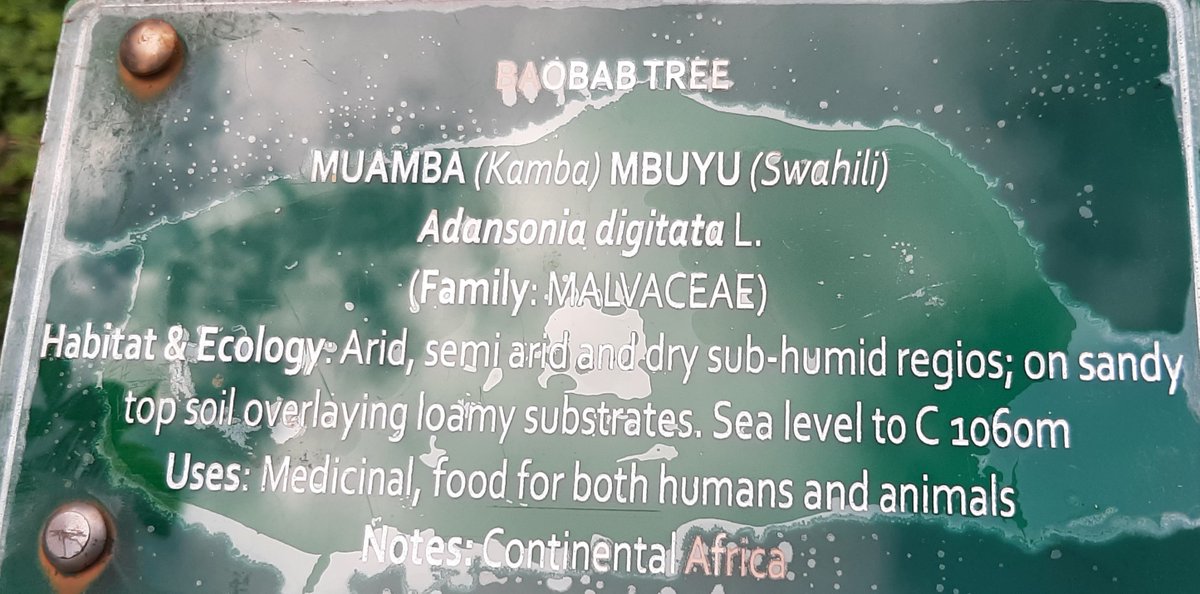 BAOBAB TREE
MUAMBA (Kamba) MBUYU (Swahili)
Adansonia digitata L.
(Family: MALVACEAE)
Habitat & Ecology: Arid, semi arid and dry sub-humid regios; on sandy
top soil overlaying loamy substrates. Sea level to C 1060m
Uses: Medicinal, food for both humans and animals
Notes: Continental Africa